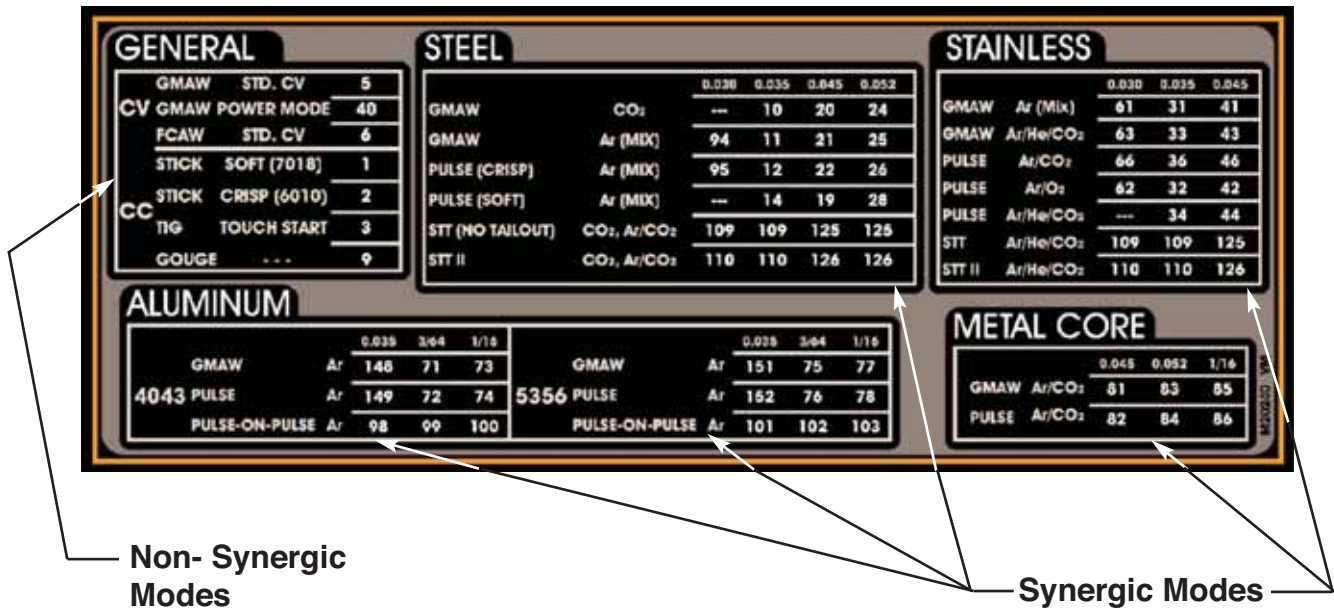 GENERAL
GMAW STD. CV 5
CV GMAW POWER MODE 40
FCAW STD. CV 6
STICK SOFT (7018) 1
CC STICK CRISP (6010) 2
TIG TOUCH START 3
GOUGE --- 9
STEEL
0.030 0.035 0.045 0.052
GMAW CO₂ --- 10 20 24
GMAW Ar (MIX) 94 11 21 25
PULSE (CRISP) Ar (MIX) 95 12 22 26
PULSE (SOFT) Ar (MIX) --- 14 19 28
STT (NO TAILOUT) CO₂, Ar/CO₂ 109 109 125 125
STT II CO₂, Ar/CO₂ 110 110 126 126
STAINLESS
0.030 0.035 0.045
GMAW Ar (Mix) 61 31 41
GMAW Ar/He/CO₂ 63 33 43
PULSE Ar/CO₂ 66 36 46
PULSE Ar/O₂ 62 32 42
PULSE Ar/He/CO₂ --- 34 44
STT Ar/He/CO₂ 109 109 125
STT II Ar/He/CO₂ 110 110 126
ALUMINUM
0.035 3/64 1/16
GMAW Ar 148 71 73
4043 PULSE Ar 149 72 74
PULSE-ON-PULSE Ar 98 99 100
0.035 3/64 1/16
GMAW Ar 151 75 77
5356 PULSE Ar 152 76 78
PULSE-ON-PULSE Ar 101 102 103
METAL CORE
0.045 0.052 1/16
GMAW Ar/CO₂ 81 83 85
PULSE Ar/CO₂ 82 84 86
Non- Synergic
Modes
Synergic Modes